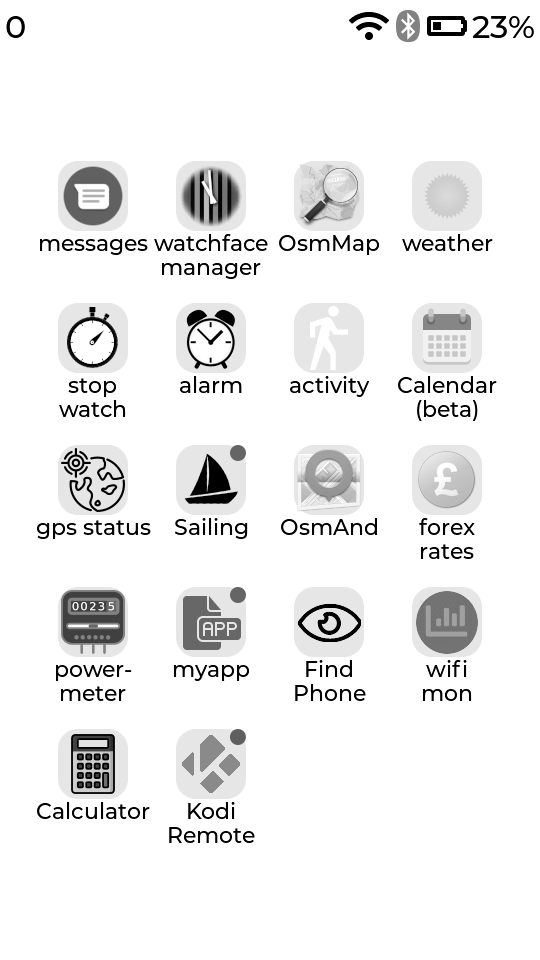 0 23%
messages watchface manager OsmMap weather
stop watch alarm activity Calendar (beta)
gps status Sailing OsmAnd forex rates
00235
APP
power-meter myapp Find Phone wifi mon
Calculator Kodi Remote